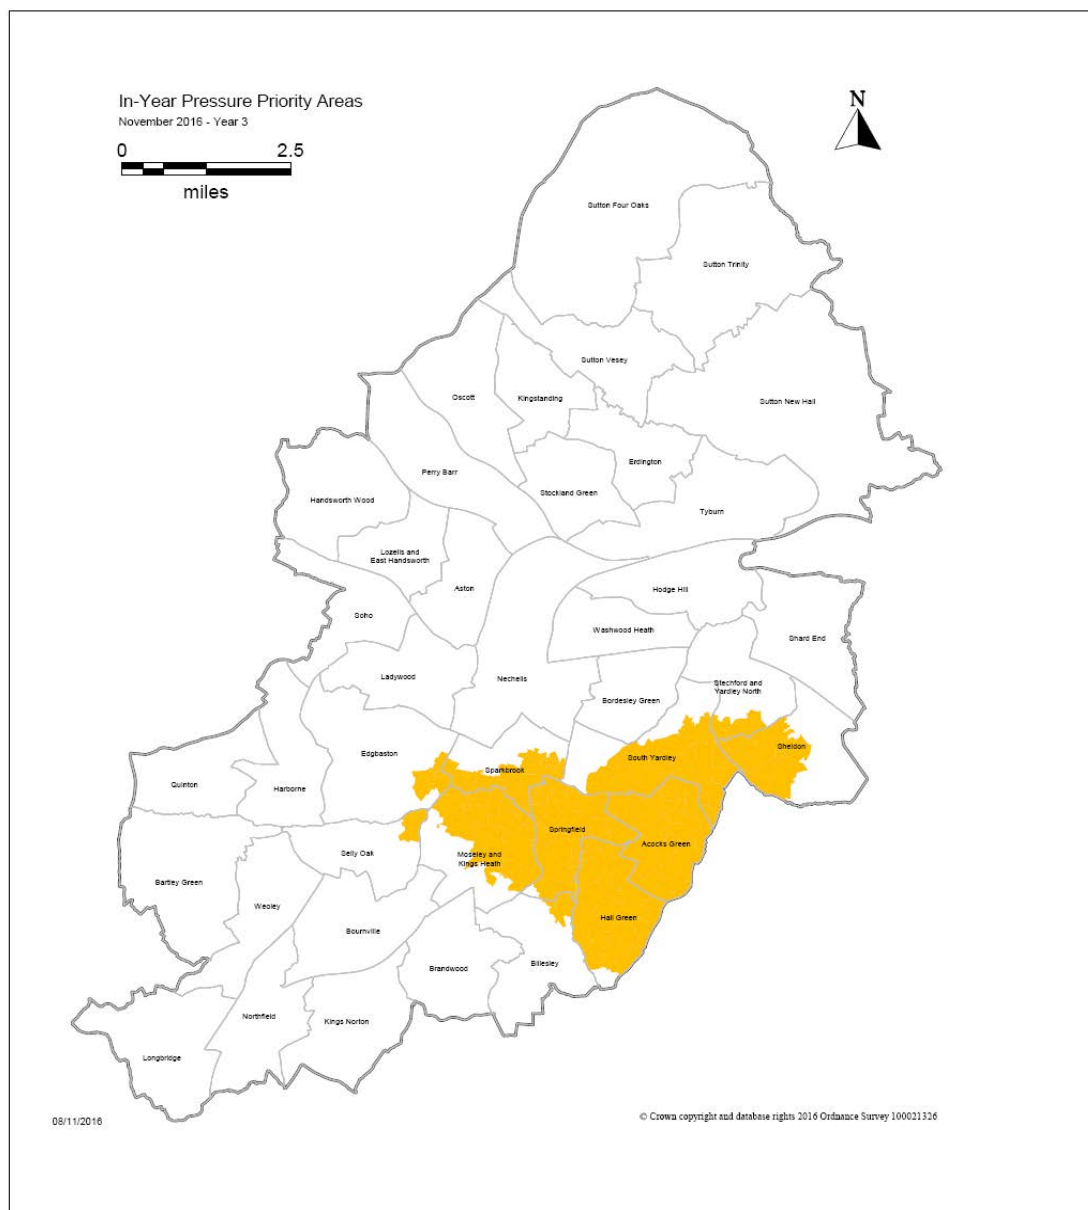 In-Year Pressure Priority Areas
November 2016 - Year 3
0 2.5
miles
N
Sutton Four Oaks
Sutton Trinity
Sutton Vesey
Oscott
Kingstanding
Sutton New Hall
Erdington
Perry Barr
Stockland Green
Handsworth Wood
Tyburn
Lozells and
East Handsworth
Aston
Hodge Hill
Soho
Washwood Heath
Shard End
Ladywood
Nechells
Stechford and
Yardley North
Bordesley Green
Edgbaston
Sheldon
South Yardley
Sparkbrook
Quinton
Harborne
Springfield
Acocks Green
Selly Oak
Moseley and
Kings Heath
Bartley Green
Weoley
Hall Green
Bournville
Billesley
Brandwood
Northfield
Kings Norton
Longbridge
08/11/2016
© Crown copyright and database rights 2016 Ordnance Survey 100021326